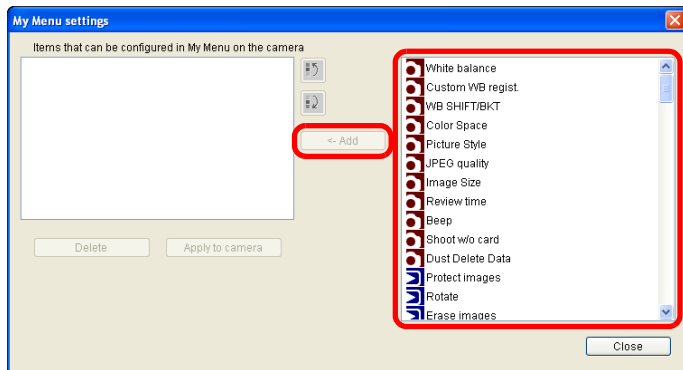 My Menu settings
Items that can be configured in My Menu on the camera
<- Add
Delete
Apply to camera
White balance
Custom WB regist.
WB SHIFT/BKT
Color Space
Picture Style
JPEG quality
Image Size
Review time
Beep
Shoot w/o card
Dust Delete Data
Protect images
Rotate
Erase images
Close